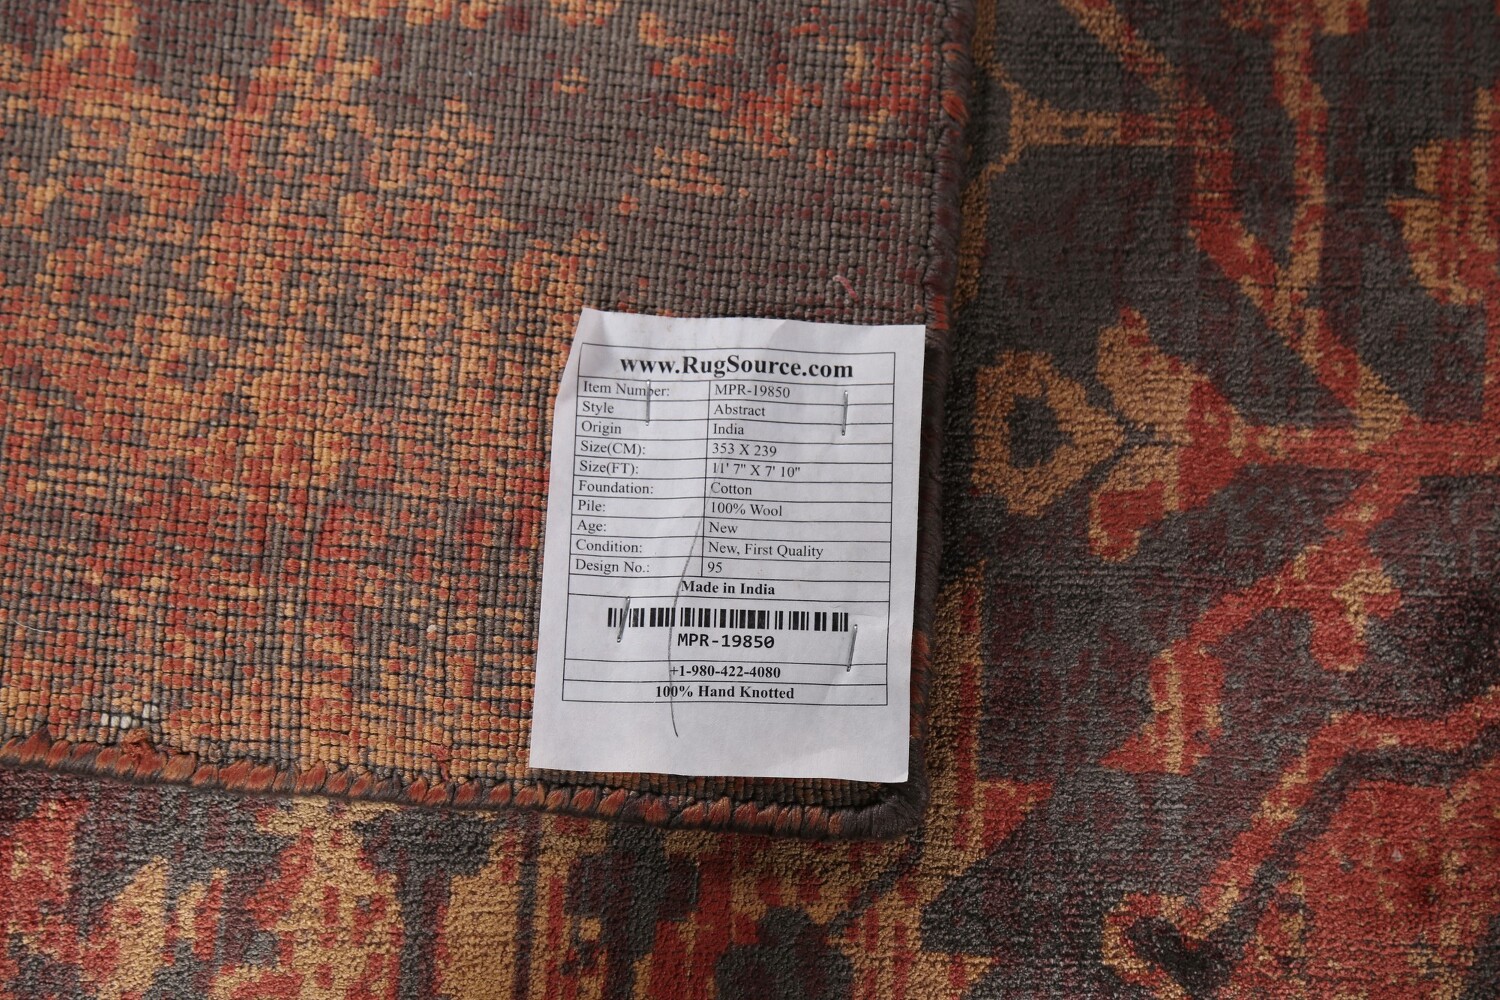 www.RugSource.com
Item Number: MPR-19850
Style Abstract
Origin India
Size(CM): 353 X 239
Size(FT): 11' 7" X 7' 10"
Foundation: Cotton
Pile: 100% Wool
Age: New
Condition: New, First Quality
Design No.: 95
Made in India
MPR-19850
+1-980-422-4080
100% Hand Knotted